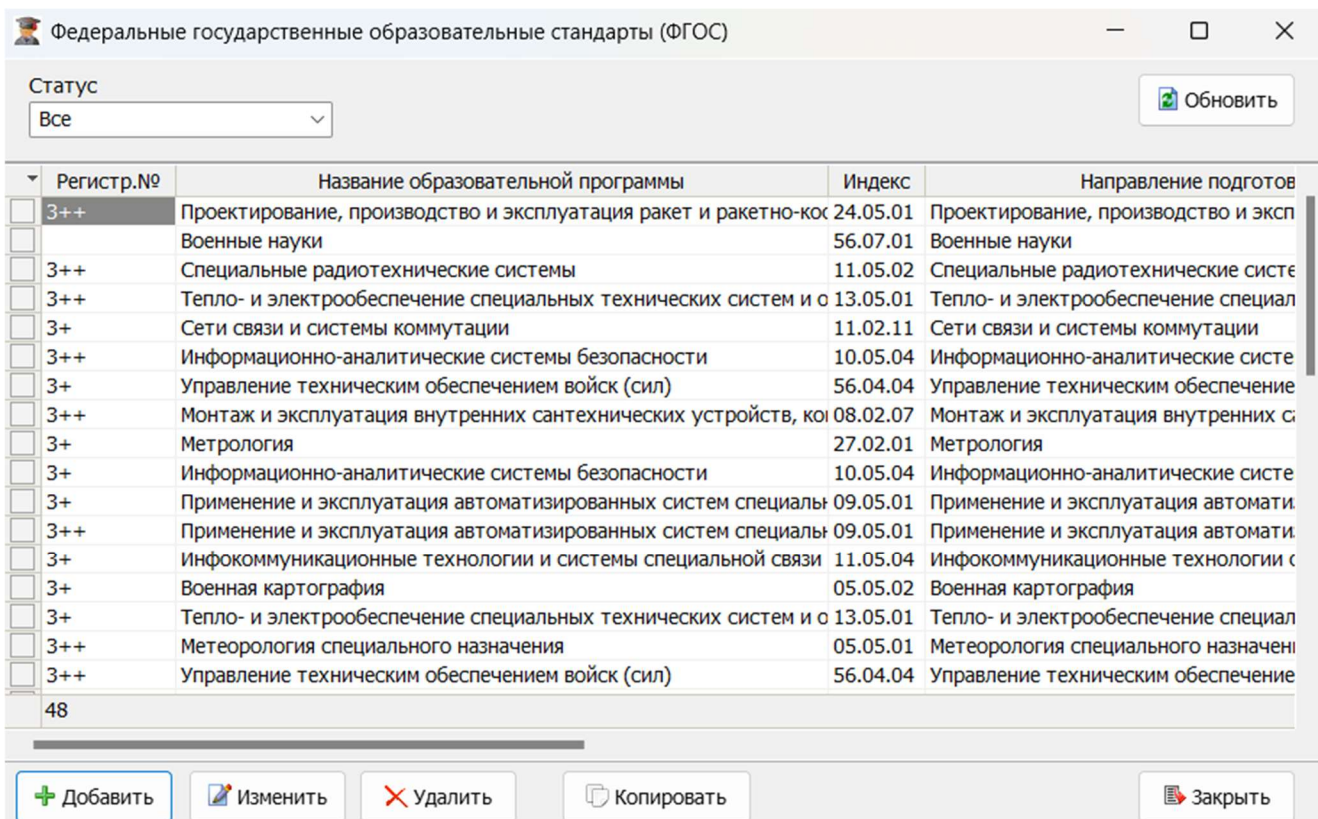 Федеральные государственные образовательные стандарты (ФГОС)
Статус
Все
Обновить
Регистр.№ Название образовательной программы Индекс Направление подготов
3++ Проектирование, производство и эксплуатация ракет и ракетно-кос 24.05.01 Проектирование, производство и эксп
Военные науки 56.07.01 Военные науки
3++ Специальные радиотехнические системы 11.05.02 Специальные радиотехнические систе
3++ Тепло- и электрообеспечение специальных технических систем и о 13.05.01 Тепло- и электрообеспечение специал
3+ Сети связи и системы коммутации 11.02.11 Сети связи и системы коммутации
3++ Информационно-аналитические системы безопасности 10.05.04 Информационно-аналитические систе
3+ Управление техническим обеспечением войск (сил) 56.04.04 Управление техническим обеспечение
3++ Монтаж и эксплуатация внутренних сантехнических устройств, ко 08.02.07 Монтаж и эксплуатация внутренних са
3+ Метрология 27.02.01 Метрология
3+ Информационно-аналитические системы безопасности 10.05.04 Информационно-аналитические систе
3+ Применение и эксплуатация автоматизированных систем специальн 09.05.01 Применение и эксплуатация автомати
3++ Применение и эксплуатация автоматизированных систем специальн 09.05.01 Применение и эксплуатация автомати
3+ Инфокоммуникационные технологии и системы специальной связи 11.05.04 Инфокоммуникационные технологии с
3+ Военная картография 05.05.02 Военная картография
3+ Тепло- и электрообеспечение специальных технических систем и о 13.05.01 Тепло- и электрообеспечение специал
3++ Метеорология специального назначения 05.05.01 Метеорология специального назначен
3++ Управление техническим обеспечением войск (сил) 56.04.04 Управление техническим обеспечение
48
Добавить Изменить Удалить Копировать Закрыть